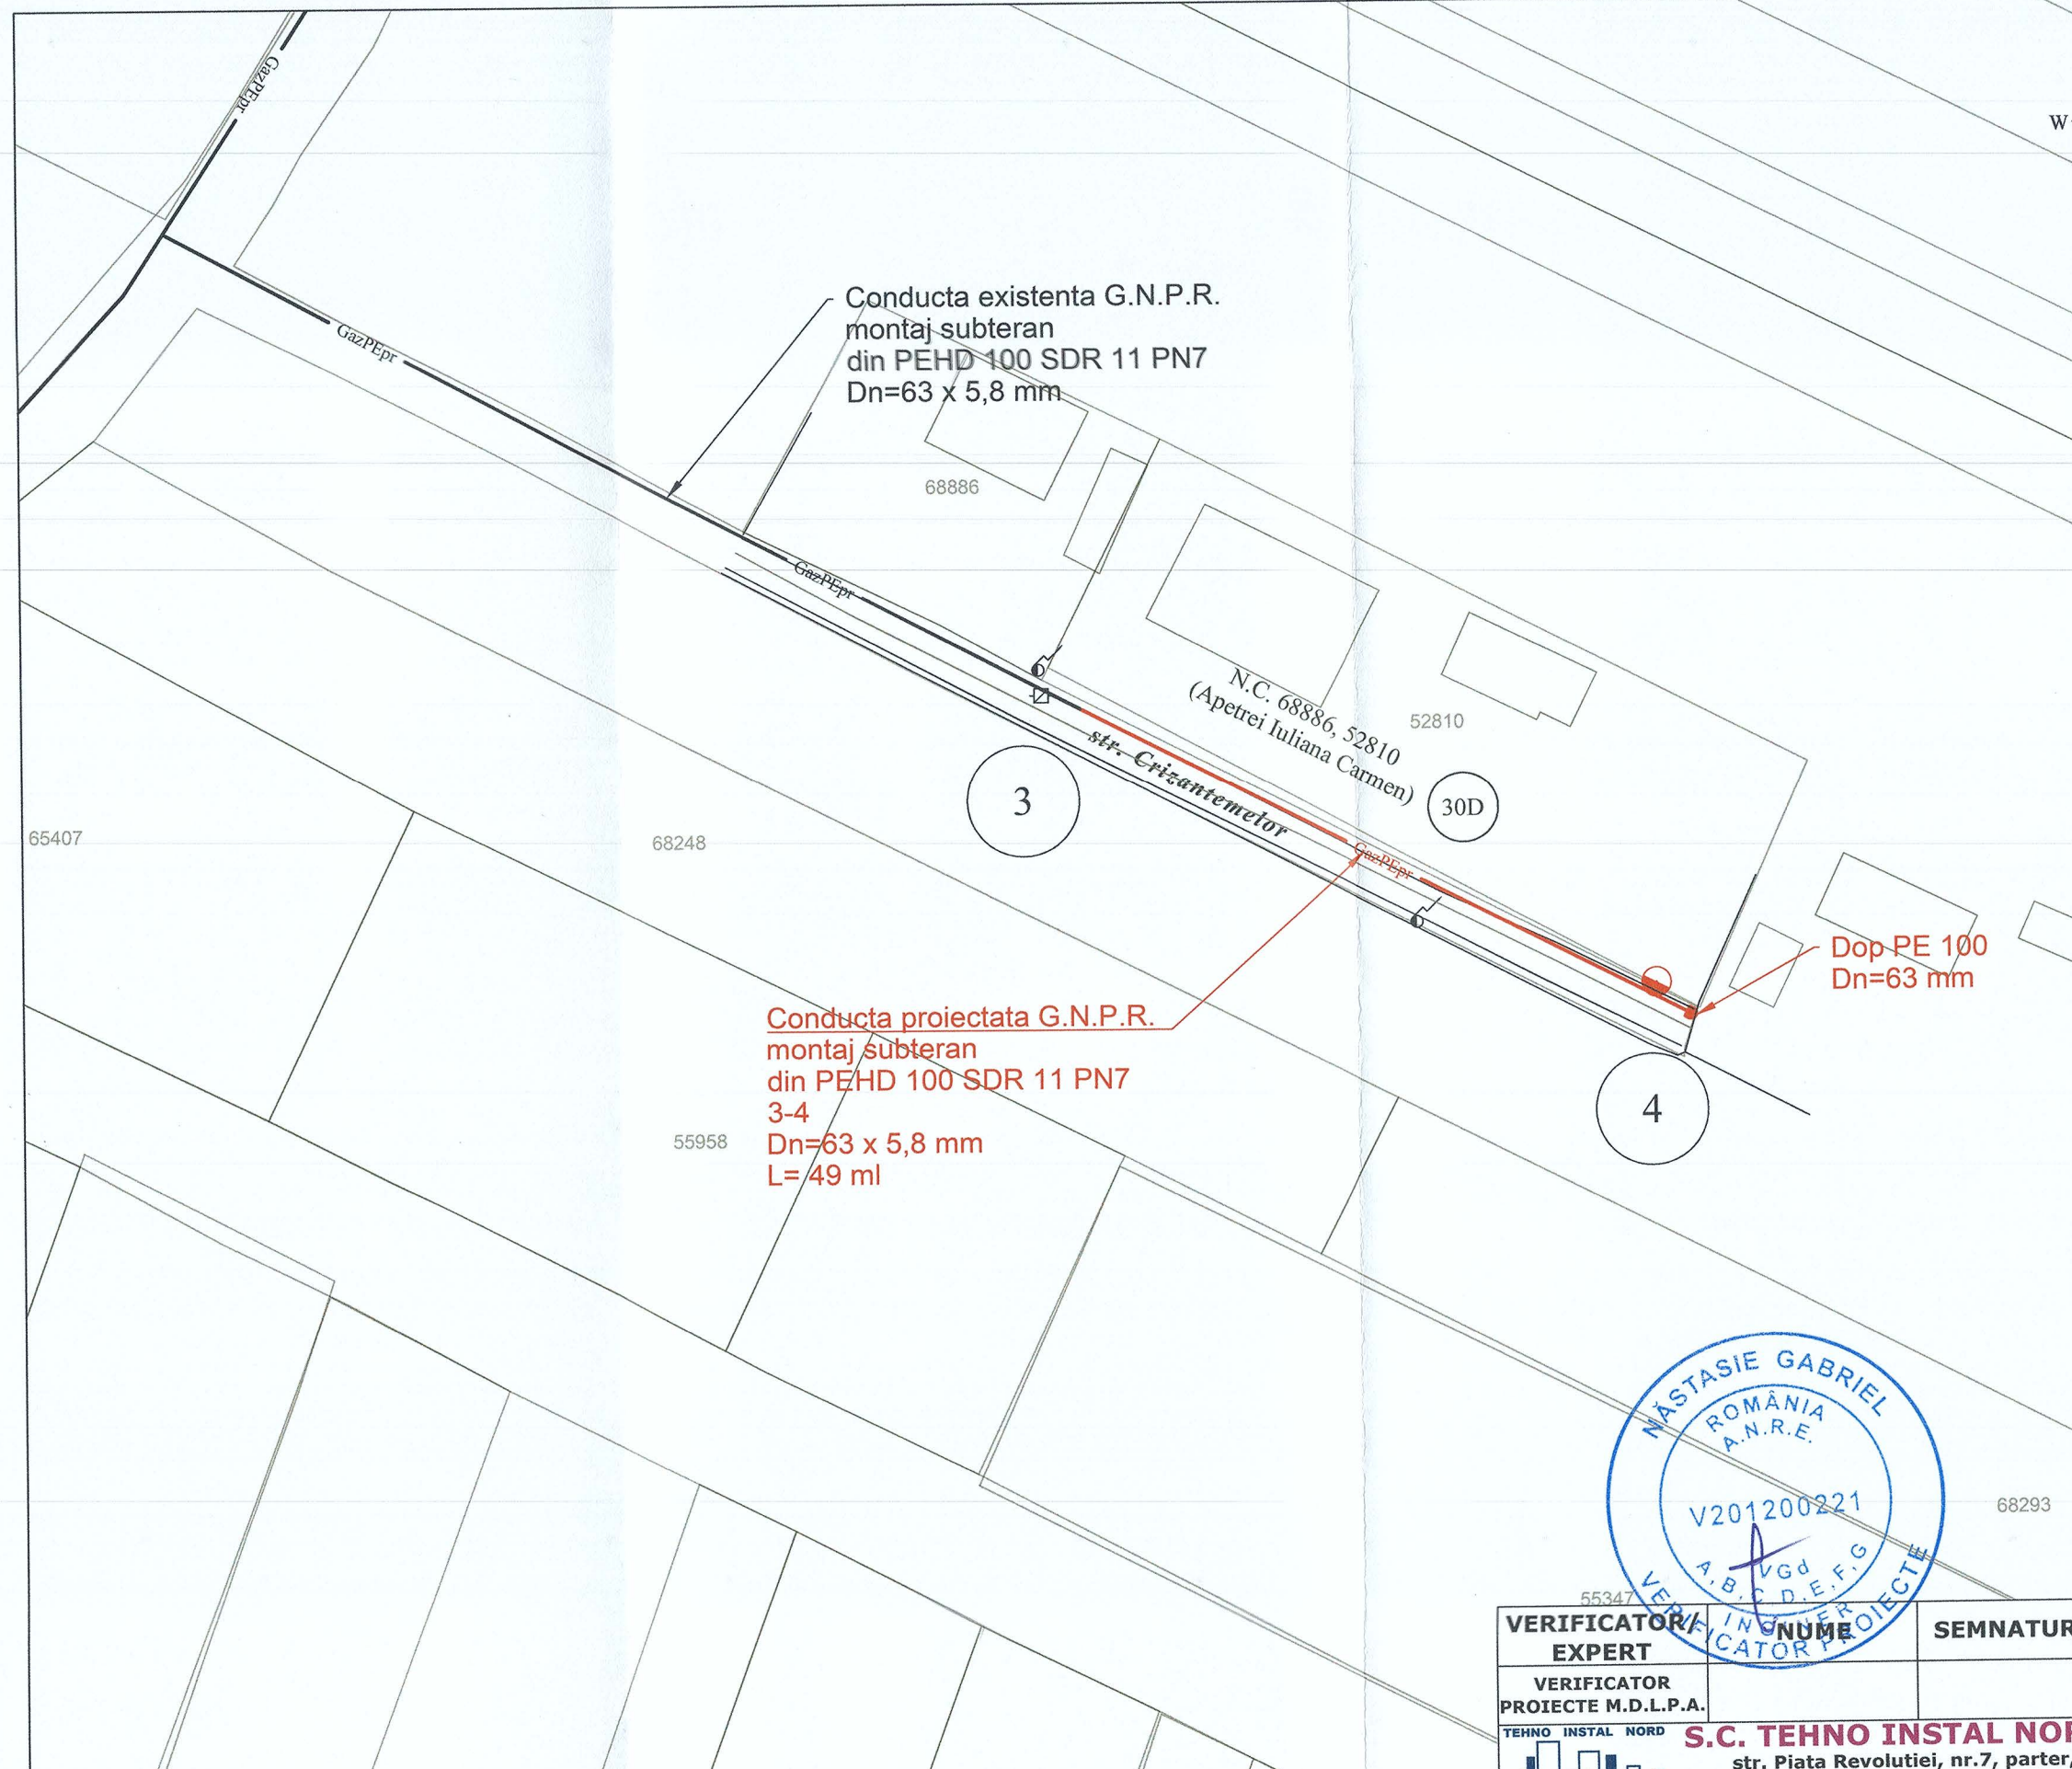 GazPEpr
W
Conducta existenta G.N.P.R.
montaj subteran
din PEHD 100 SDR 11 PN7
Dn=63 x 5,8 mm
GazPEpr
68886
GazPEpr
N.C. 68886, 52810
(Apetrei Iuliana Carmen)
52810
30D
str. Crizantemelor
3
65407
68248
GazPEpr
Dop PE 100
Dn=63 mm
Conducta proiectata G.N.P.R.
montaj subteran
din PEHD 100 SDR 11 PN7
3-4
Dn=63 x 5,8 mm
L= 49 ml
4
55958
NĂSTASIE GABRIEL
ROMÂNIA
A.N.R.E.
V201200221
VGd
A, B, C, D, E, F, G
INGINER
VERIFICATOR PROIECTE
68293
55347
VERIFICATOR/
EXPERT
NUME
SEMNATUR
VERIFICATOR
PROIECTE M.D.L.P.A.
TEHNO INSTAL NORD
S.C. TEHNO INSTAL NOR
str. Piata Revolutiei, nr.7, parter,